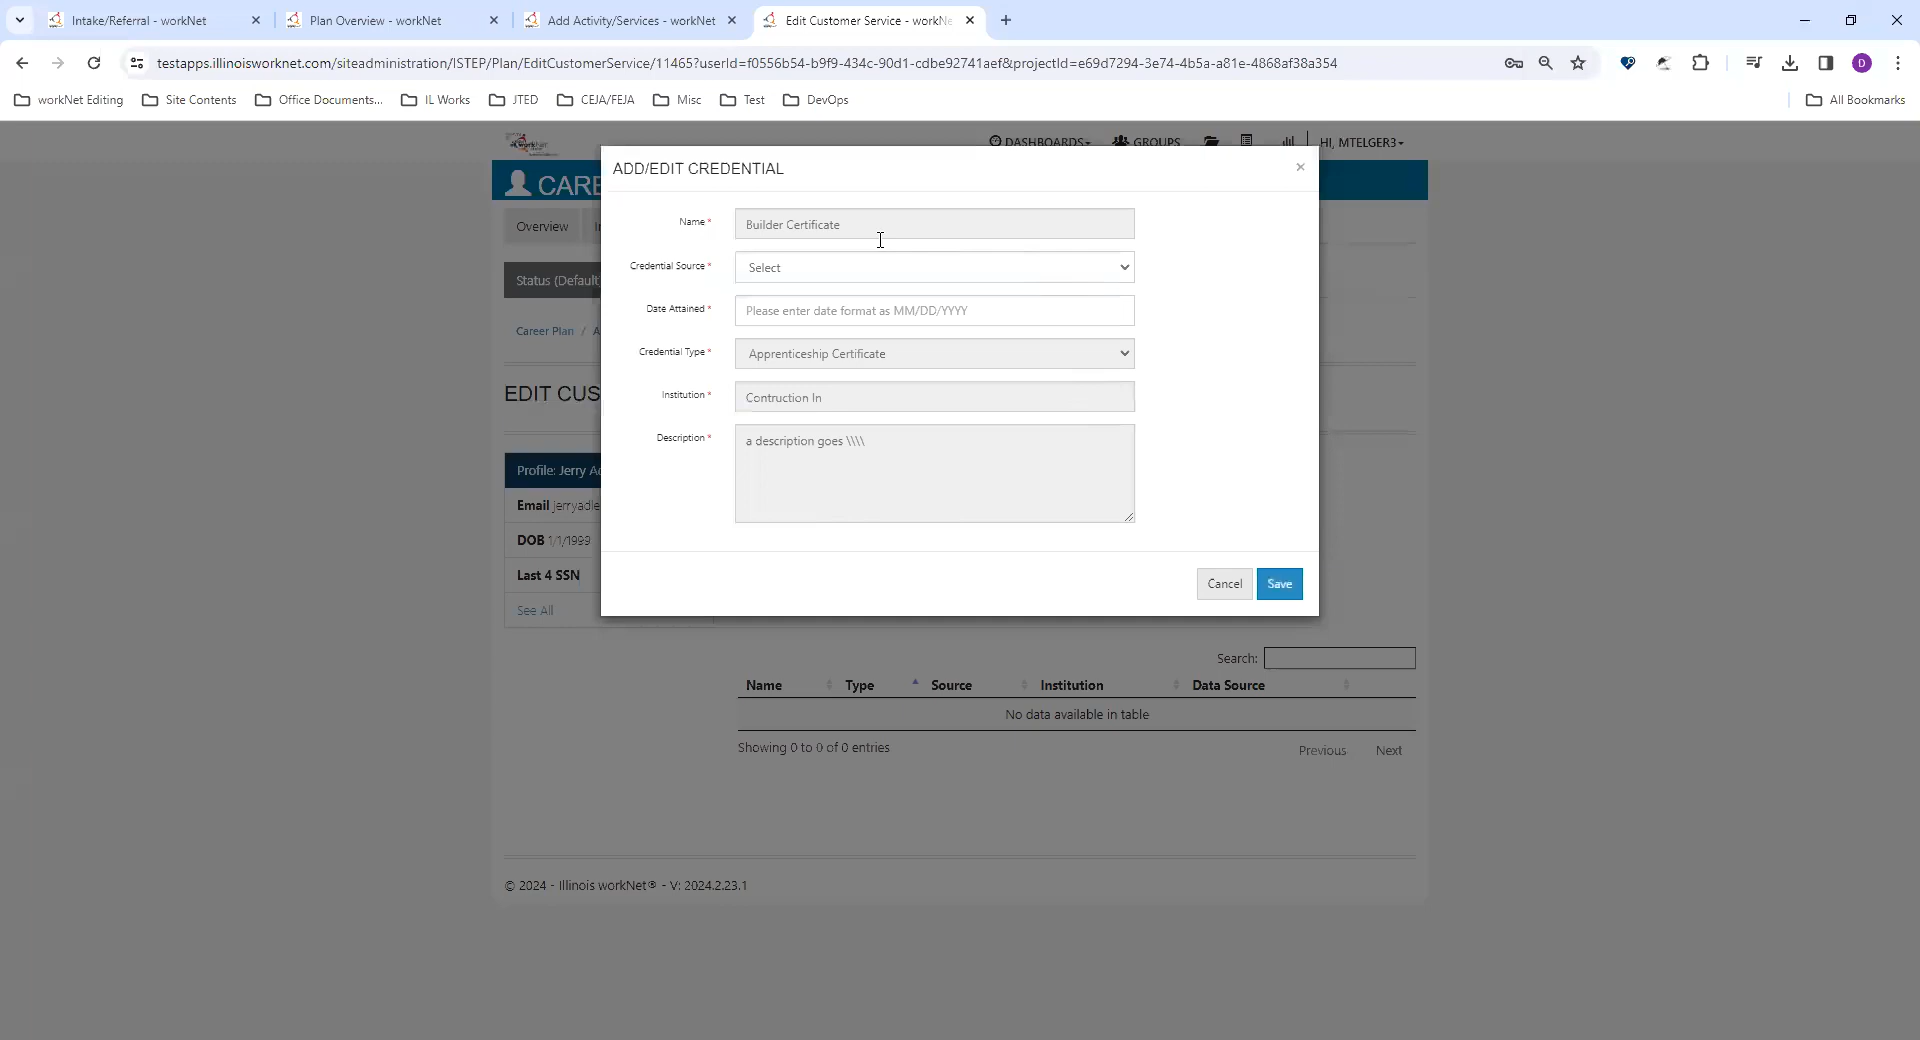 Intake/Referral - workNet
Plan Overview - workNet
Add Activity/Services - workNet
Edit Customer Service - workNe
testapps.illinoisworknet.com/siteadministration/ISTEP/Plan/EditCustomerService/11465?userId=f0556b54-b9f9-434c-90d1-cdbe92741aef&projectId=e69d7294-3e74-4b5a-a81e-4868af38a354
D
workNet Editing
Site Contents
Office Documents...
IL Works
JTED
CEJA/FEJA
Misc
Test
DevOps
All Bookmarks
DASHBOARDS
GROUPS
HI, MTELGER3
CARE
ADD/EDIT CREDENTIAL
×
Overview
Name *
Builder Certificate
Credential Source *
Select
Status (Default
Date Attained *
Please enter date format as MM/DD/YYYY
Career Plan / A
Credential Type *
Apprenticeship Certificate
EDIT CUS
Institution *
Contruction In
Description *
a description goes \\\\
Profile: Jerry Ad
Email jerryadle
DOB 1/1/1999
Last 4 SSN
See All
Cancel
Save
Search:
Name
Type
Source
Institution
Data Source
No data available in table
Showing 0 to 0 of 0 entries
Previous
Next
© 2024 - Illinois workNet® - V: 2024.2.23.1